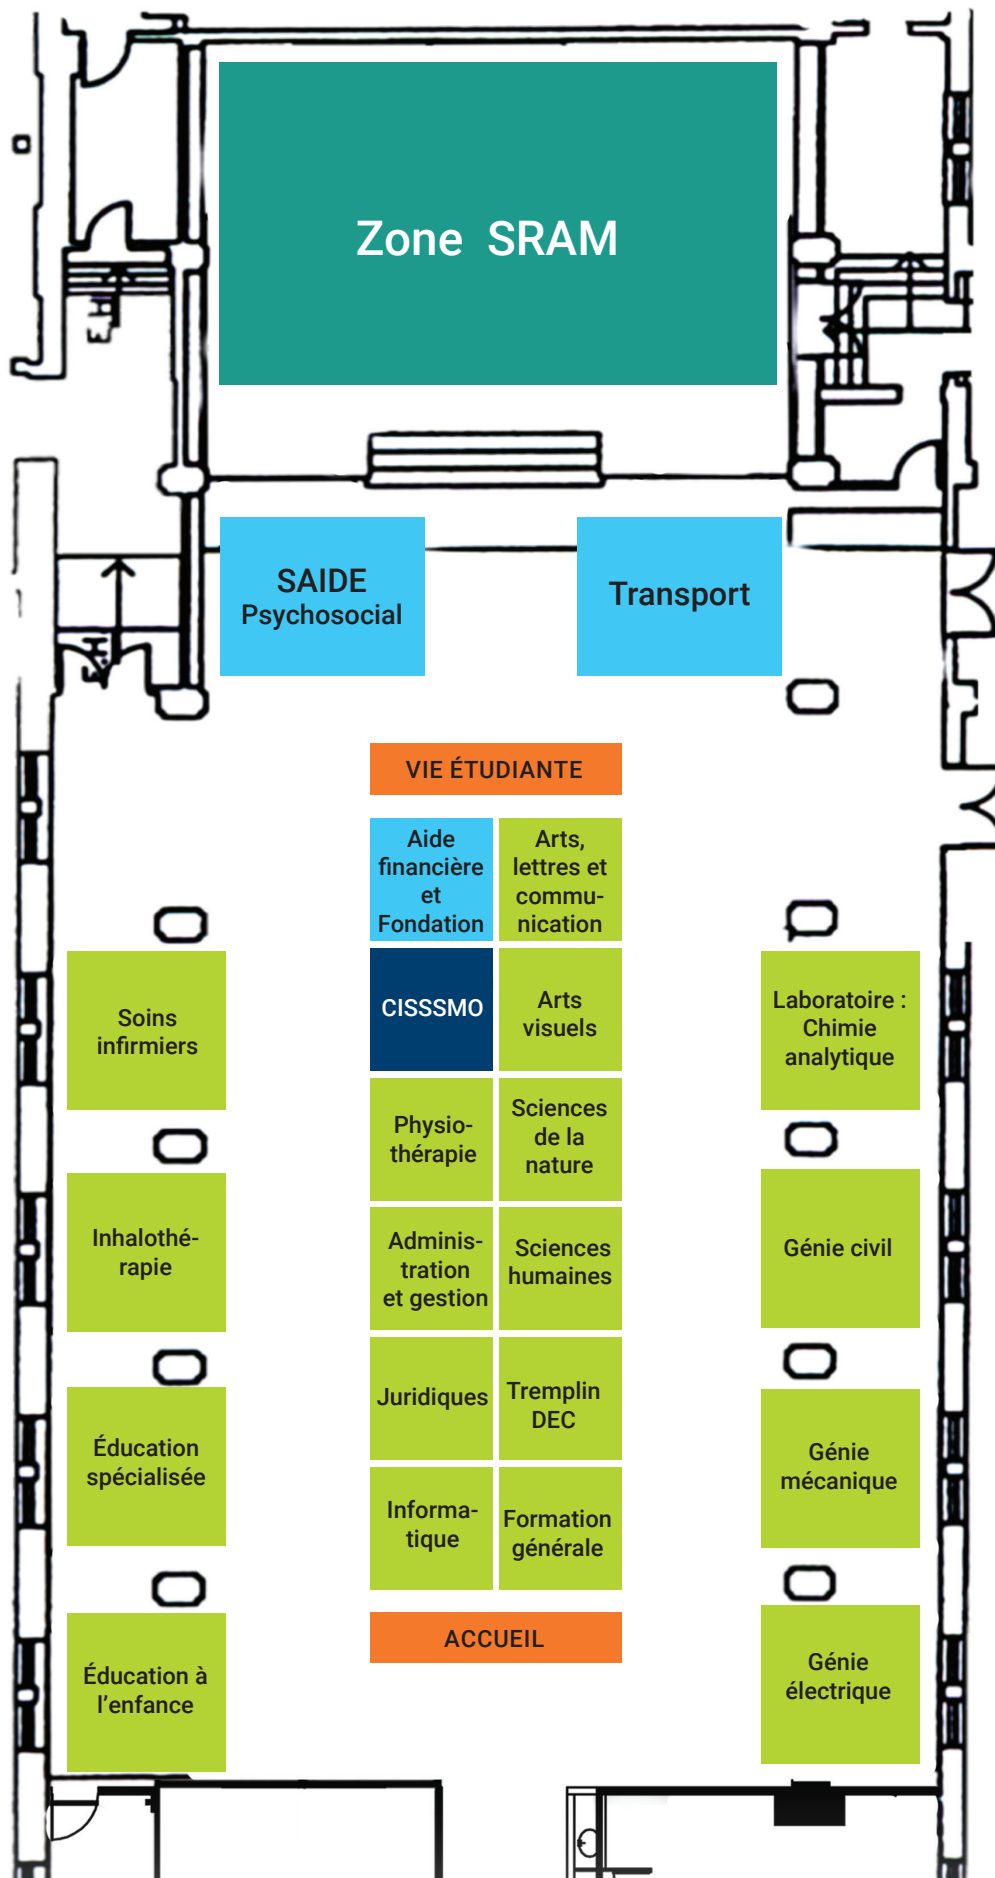 Zone SRAM
E.H
SAIDE
Psychosocial
Transport
E.H
VIE ÉTUDIANTE
Aide
financière
et
Fondation
Arts,
lettres et
commu-
nication
Soins
infirmiers
CISSSMO
Arts
visuels
Laboratoire :
Chimie
analytique
Physio-
thérapie
Sciences
de la
nature
Inhalothé-
rapie
Adminis-
tration
et gestion
Sciences
humaines
Génie civil
Éducation
spécialisée
Juridiques
Tremplin
DEC
Génie
mécanique
Informa-
tique
Formation
générale
Éducation à
l'enfance
ACCUEIL
Génie
électrique